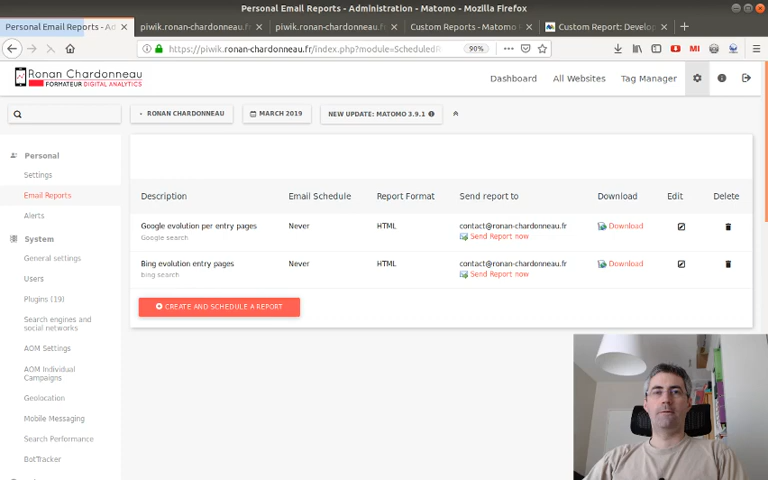 Personal Email Reports - Administration - Matomo - Mozilla Firefox
Personal Email Reports - Ad
piwik.ronan-chardonneau.f
piwik.ronan-chardonneau.f
Custom Reports - Matomo
Custom Report: Develop
https://piwik.ronan-chardonneau.fr/index.php?module=ScheduledR
90%
Ronan Chardonneau
FORMATEUR DIGITAL ANALYTICS
Dashboard
All Websites
Tag Manager
RONAN CHARDONNEAU
MARCH 2019
NEW UPDATE: MATOMO 3.9.1
Personal
Settings
Email Reports
Alerts
System
General settings
Users
Plugins (19)
Search engines and
social networks
AOM Settings
AOM Individual
Campaigns
Geolocation
Mobile Messaging
Search Performance
BotTracker
Description Email Schedule Report Format Send report to Download Edit Delete
Google evolution per entry pages Never HTML contact@ronan-chardonneau.fr Download
Google search Send Report now
Bing evolution entry pages Never HTML contact@ronan-chardonneau.fr Download
bing search Send Report now
CREATE AND SCHEDULE A REPORT